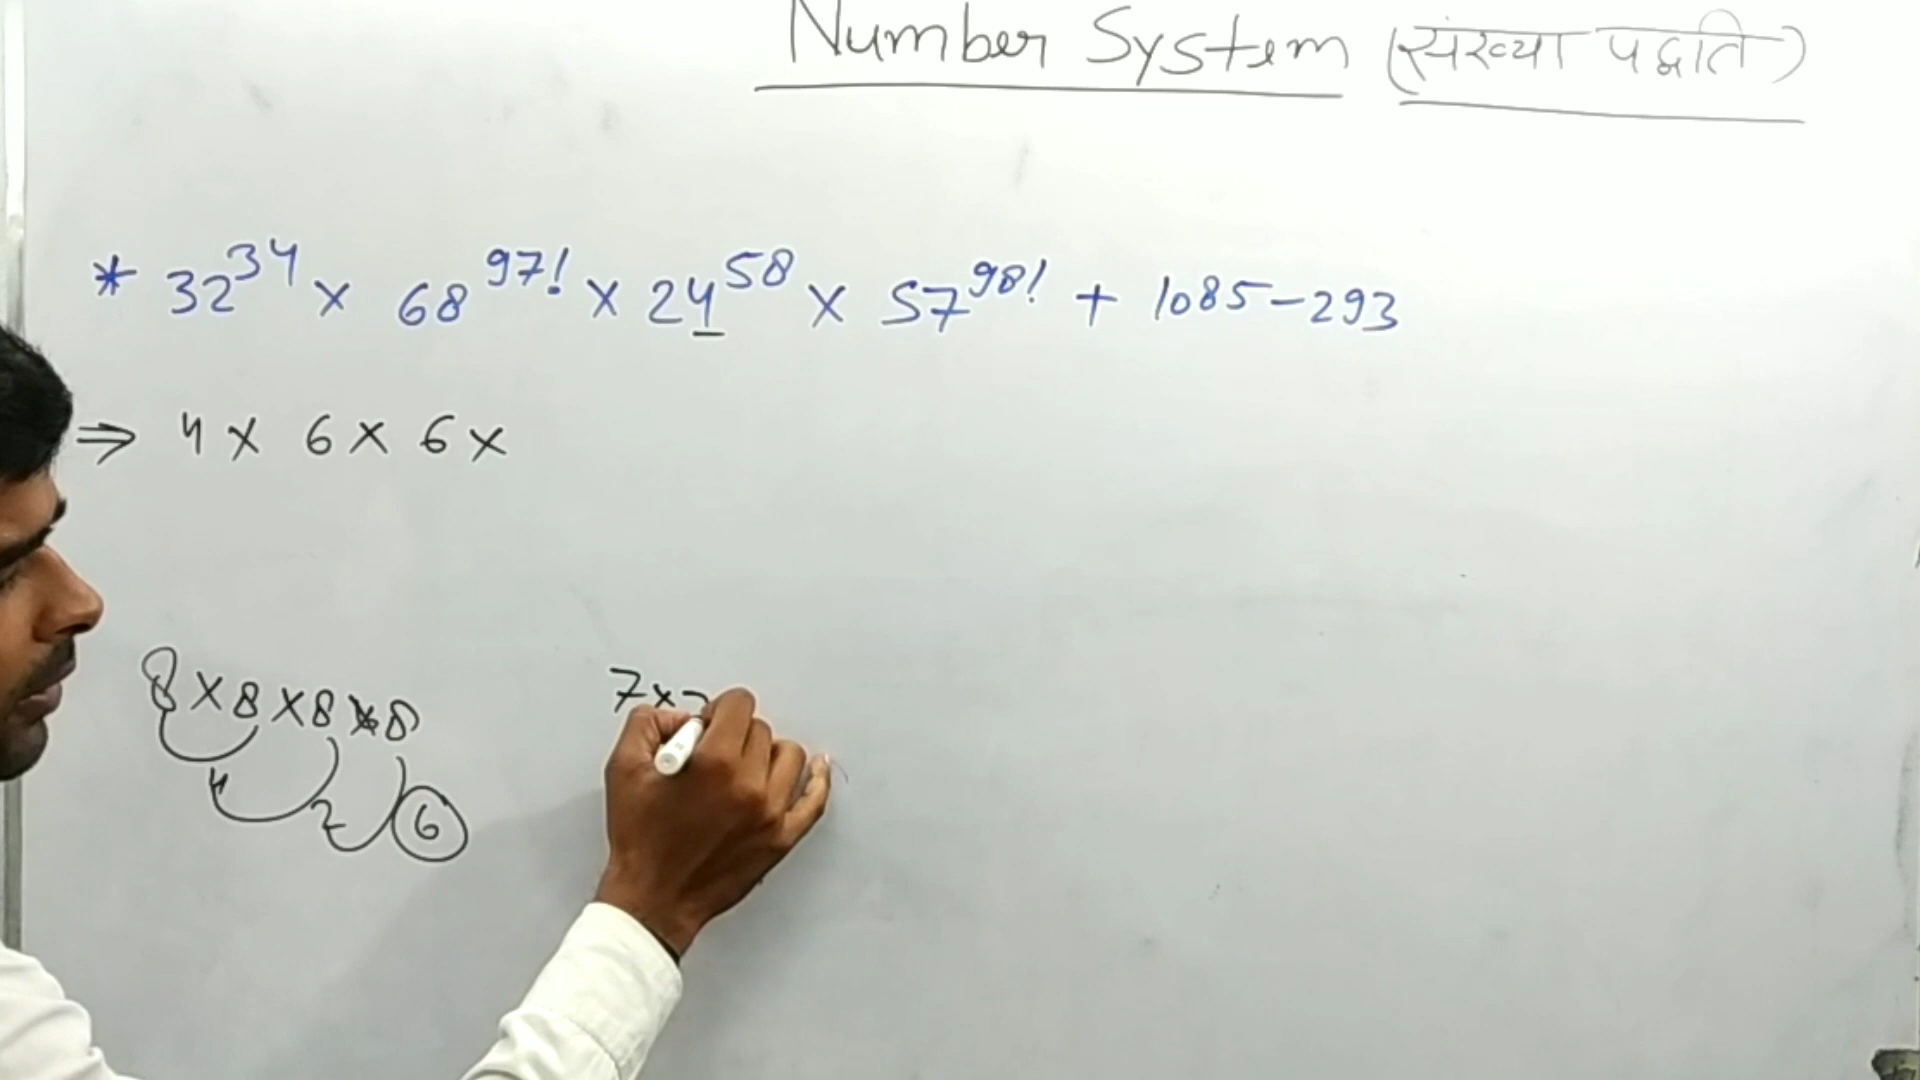 Number System (संख्या पद्धति)
* 32^34 × 68^97! × 24^58 × 57^98! + 1085 - 293
⇒ 4 × 6 × 6 ×
8 × 8 × 8 × 8
4
2
6
7 ×